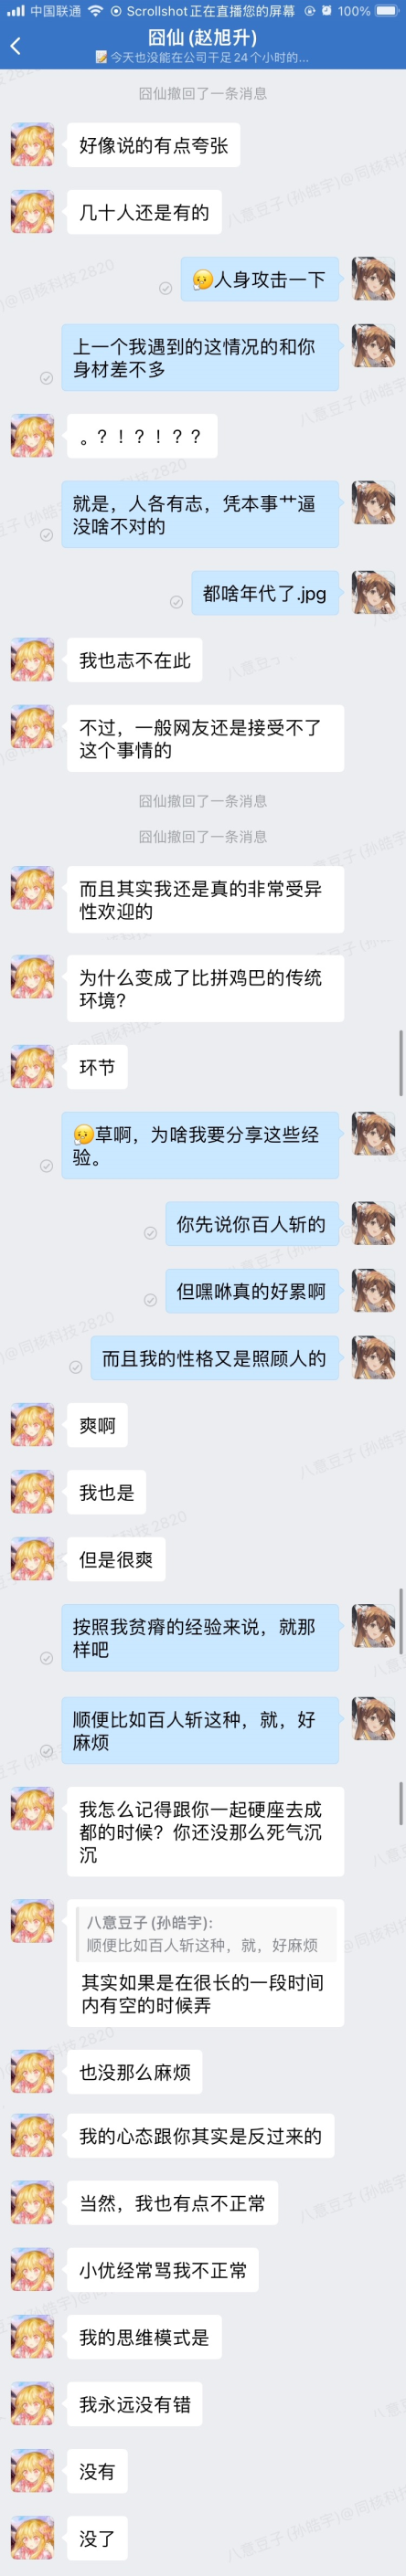 中国联通 Scrollshot正在直播您的屏幕 100%
囧仙 (赵旭升)
今天也没能在公司干足24个小时的...
囧仙撤回了一条消息
好像说的有点夸张
几十人还是有的
人身攻击一下
上一个我遇到的这情况的和你
身材差不多
。？！？！？？
就是，人各有志，凭本事艹逼
没啥不对的
都啥年代了.jpg
我也志不在此
不过，一般网友还是接受不了
这个事情的
囧仙撤回了一条消息
囧仙撤回了一条消息
而且其实我还是真的非常受异
性欢迎的
为什么变成了比拼鸡巴的传统
环境？
环节
草啊，为啥我要分享这些经
验。
你先说你百人斩的
但嘿咻真的好累啊
而且我的性格又是照顾人的
爽啊
我也是
但是很爽
按照我贫瘠的经验来说，就那
样吧
顺便比如百人斩这种，就，好
麻烦
我怎么记得跟你一起硬座去成
都的时候？你还没那么死气沉
沉
八意豆子 (孙皓宇):
顺便比如百人斩这种，就，好麻烦
其实如果是在很长的一段时间
内有空的时候弄
也没那么麻烦
我的心态跟你其实是反过来的
当然，我也有点不正常
小优经常骂我不正常
我的思维模式是
我永远没有错
没有
没了
八意豆子 (孙皓宇)@同核科技 2820